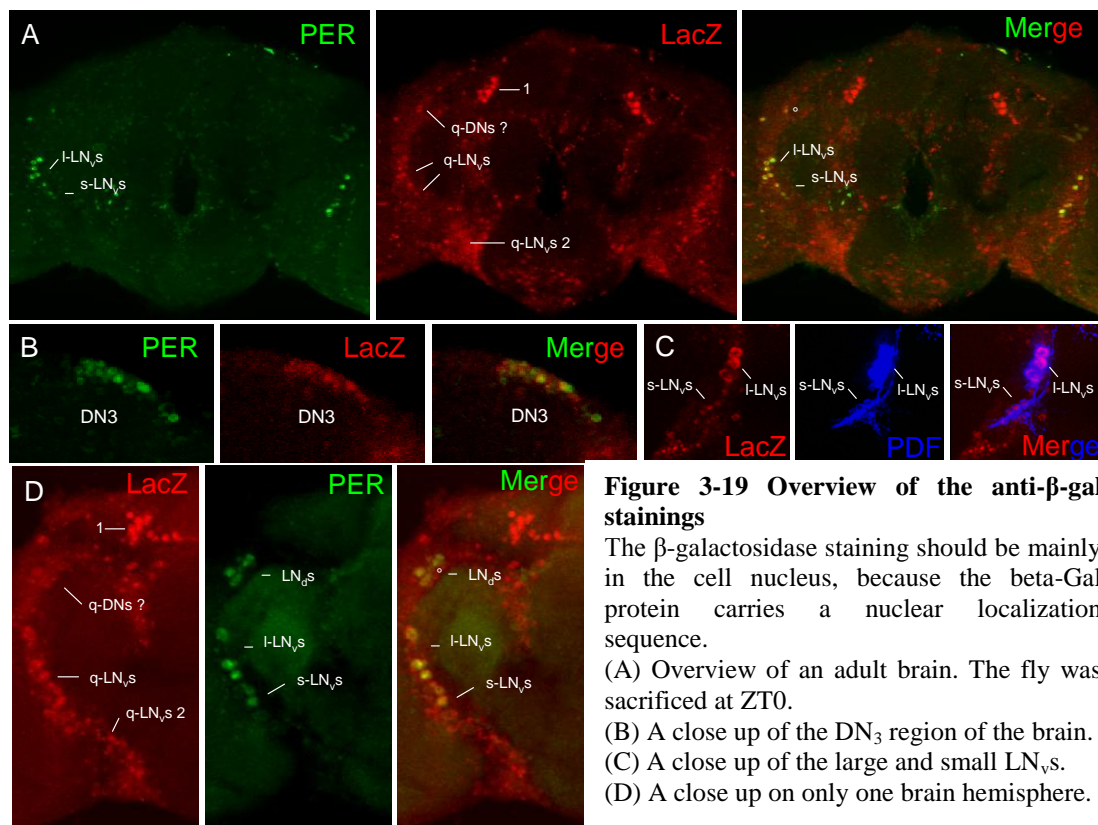 A PER LacZ Merge
1
q-DNs ?
q-LNvs
l-LNvs
s-LNvs
q-LNvs 2
°
l-LNvs
s-LNvs
B PER LacZ Merge
DN3 DN3 DN3
C
s-LNvs l-LNvs s-LNvs l-LNvs s-LNvs l-LNvs
LacZ PDF Merge
D LacZ PER Merge
1
q-DNs ?
q-LNvs
q-LNvs 2
LNds
l-LNvs
s-LNvs
° LNds
l-LNvs
s-LNvs
Figure 3-19 Overview of the anti-β-gal
stainings
The β-galactosidase staining should be mainly
in the cell nucleus, because the beta-Gal
protein carries a nuclear localization
sequence.
(A) Overview of an adult brain. The fly was
sacrificed at ZT0.
(B) A close up of the DN3 region of the brain.
(C) A close up of the large and small LNvs.
(D) A close up on only one brain hemisphere.